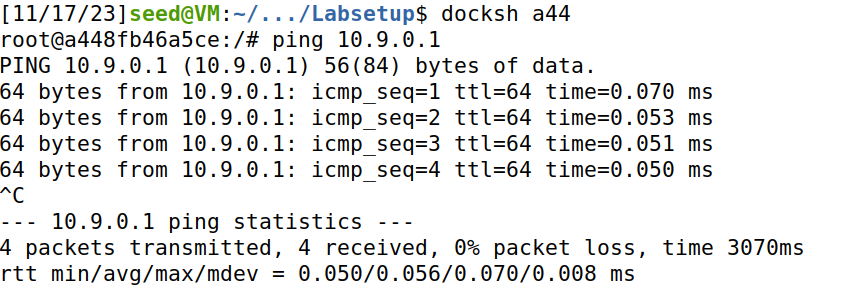 [11/17/23]seed@VM:~/.../Labsetup$ docksh a44
root@a448fb46a5ce:/# ping 10.9.0.1
PING 10.9.0.1 (10.9.0.1) 56(84) bytes of data.
64 bytes from 10.9.0.1: icmp_seq=1 ttl=64 time=0.070 ms
64 bytes from 10.9.0.1: icmp_seq=2 ttl=64 time=0.053 ms
64 bytes from 10.9.0.1: icmp_seq=3 ttl=64 time=0.051 ms
64 bytes from 10.9.0.1: icmp_seq=4 ttl=64 time=0.050 ms
^C
--- 10.9.0.1 ping statistics ---
4 packets transmitted, 4 received, 0% packet loss, time 3070ms
rtt min/avg/max/mdev = 0.050/0.056/0.070/0.008 ms